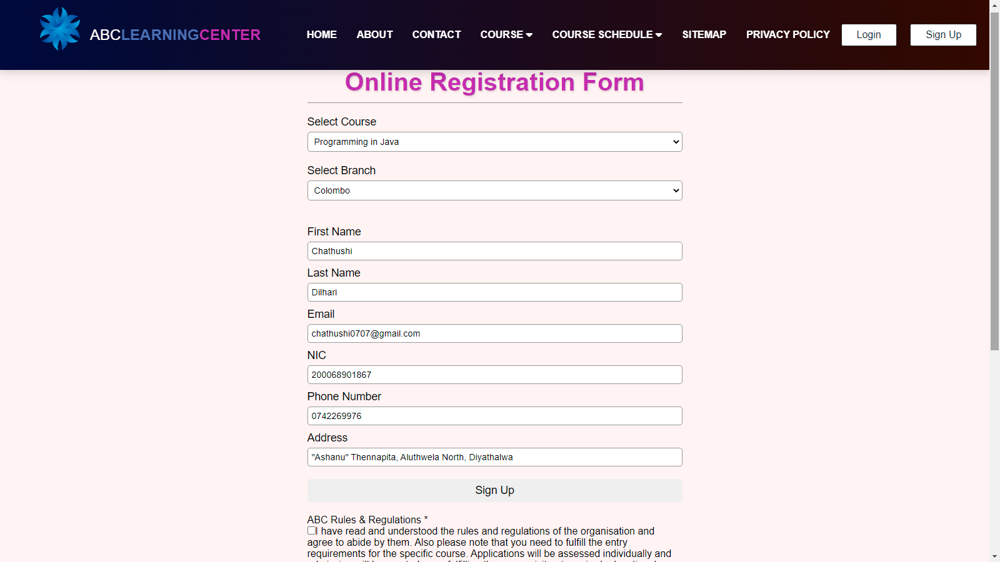 ABCLEARNINGCENTER
HOME ABOUT CONTACT COURSE COURSE SCHEDULE SITEMAP PRIVACY POLICY Login Sign Up
Online Registration Form
Select Course
Programming in Java
Select Branch
Colombo
First Name
Chathushi
Last Name
Dilhari
Email
chathushi0707@gmail.com
NIC
200068901867
Phone Number
0742269976
Address
"Ashanu" Thennapita, Aluthwela North, Diyathalwa
Sign Up
ABC Rules & Regulations *
I have read and understood the rules and regulations of the organisation and
agree to abide by them. Also please note that you need to fulfill the entry
requirements for the specific course. Applications will be assessed individually and